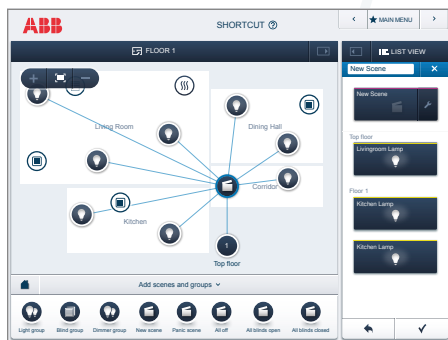 ABB
SHORTCUT ?
MAIN MENU
FLOOR 1
LIST VIEW
New Scene
New Scene
Living Room
Dining Hall
Corridor
Kitchen
1
Top floor
Top floor
Livingroom Lamp
Floor 1
Kitchen Lamp
Kitchen Lamp
Add scenes and groups
Light group
Blind group
Dimmer group
New scene
Panic scene
All off
All blinds open
All blinds closed